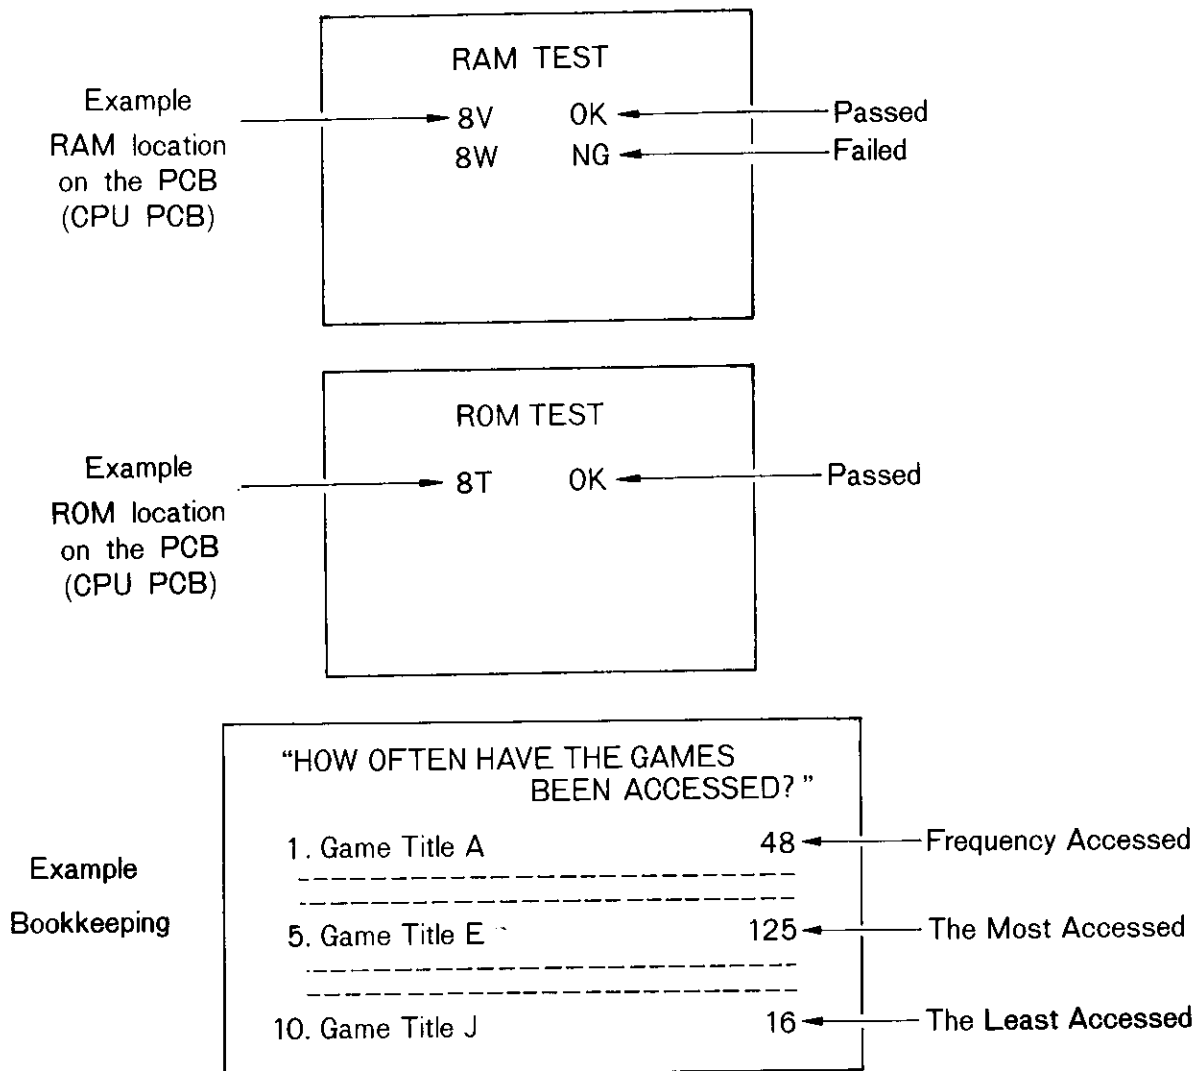 RAM TEST
Example
RAM location
on the PCB
(CPU PCB)
8V OK Passed
8W NG Failed
ROM TEST
Example
ROM location
on the PCB
(CPU PCB)
8T OK Passed
Example
Bookkeeping
“HOW OFTEN HAVE THE GAMES
BEEN ACCESSED?”
1. Game Title A 48 Frequency Accessed
5. Game Title E 125 The Most Accessed
10. Game Title J 16 The Least Accessed